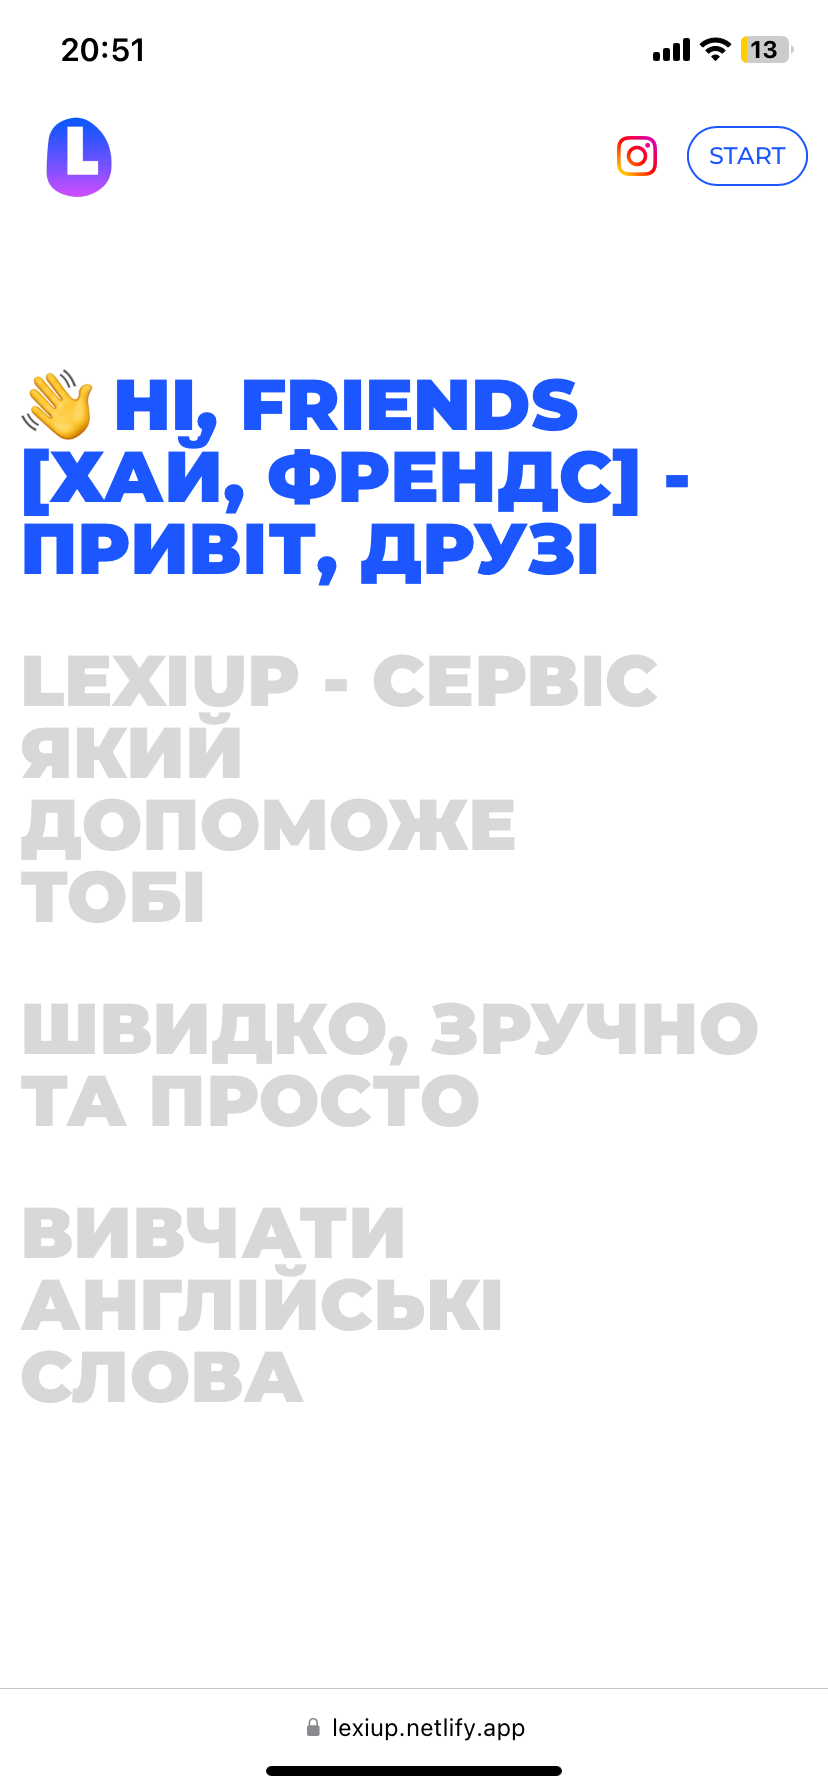 20:51
13
L
START
👋 HI, FRIENDS
[ХАЙ, ФРЕНДС] -
ПРИВІТ, ДРУЗІ
LEXIUP - СЕРВІС
ЯКИЙ
ДОПОМОЖЕ
ТОБІ
ШВИДКО, ЗРУЧНО
ТА ПРОСТО
ВИВЧАТИ
АНГЛІЙСЬКІ
СЛОВА
lexiup.netlify.app